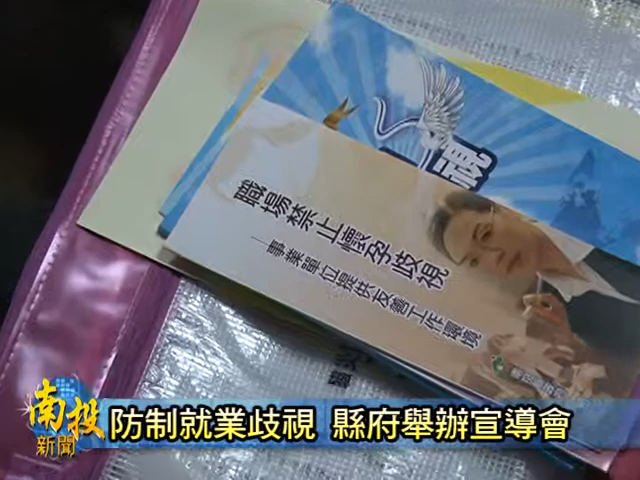 視
職場禁止懷孕歧視
—事業單位提供友善工作環境
南投
新聞
防制就業歧視 縣府舉辦宣導會